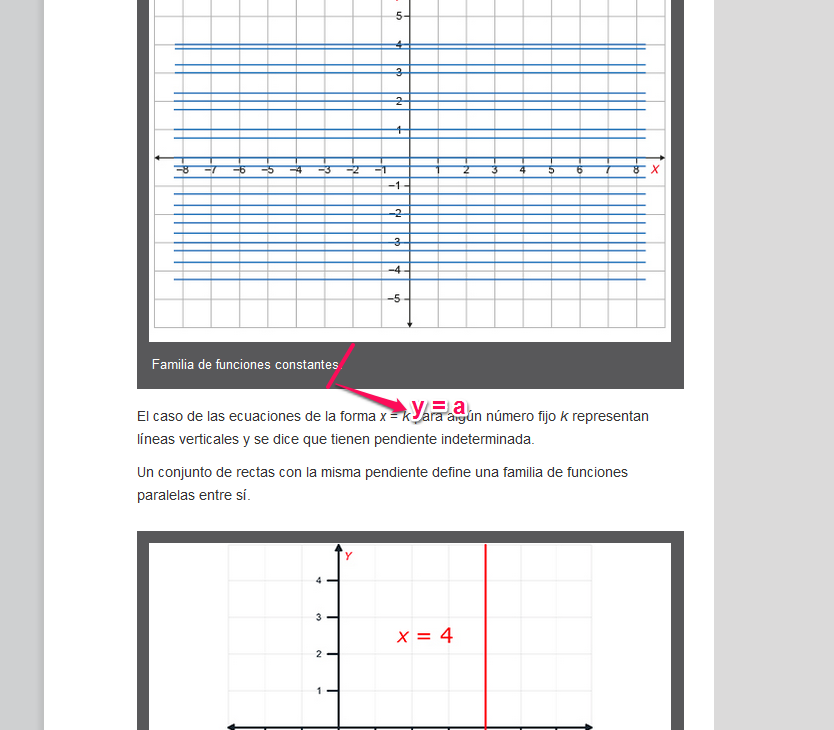 5
4
3
2
1
−8 −7 −6 −5 −4 −3 −2 −1 1 2 3 4 5 6 7 8 X
−1
−2
−3
−4
−5
Familia de funciones constantes
y = a
El caso de las ecuaciones de la forma x = k para algún número fijo k representan
líneas verticales y se dice que tienen pendiente indeterminada.
Un conjunto de rectas con la misma pendiente define una familia de funciones
paralelas entre sí.
Y
4
3
x = 4
2
1